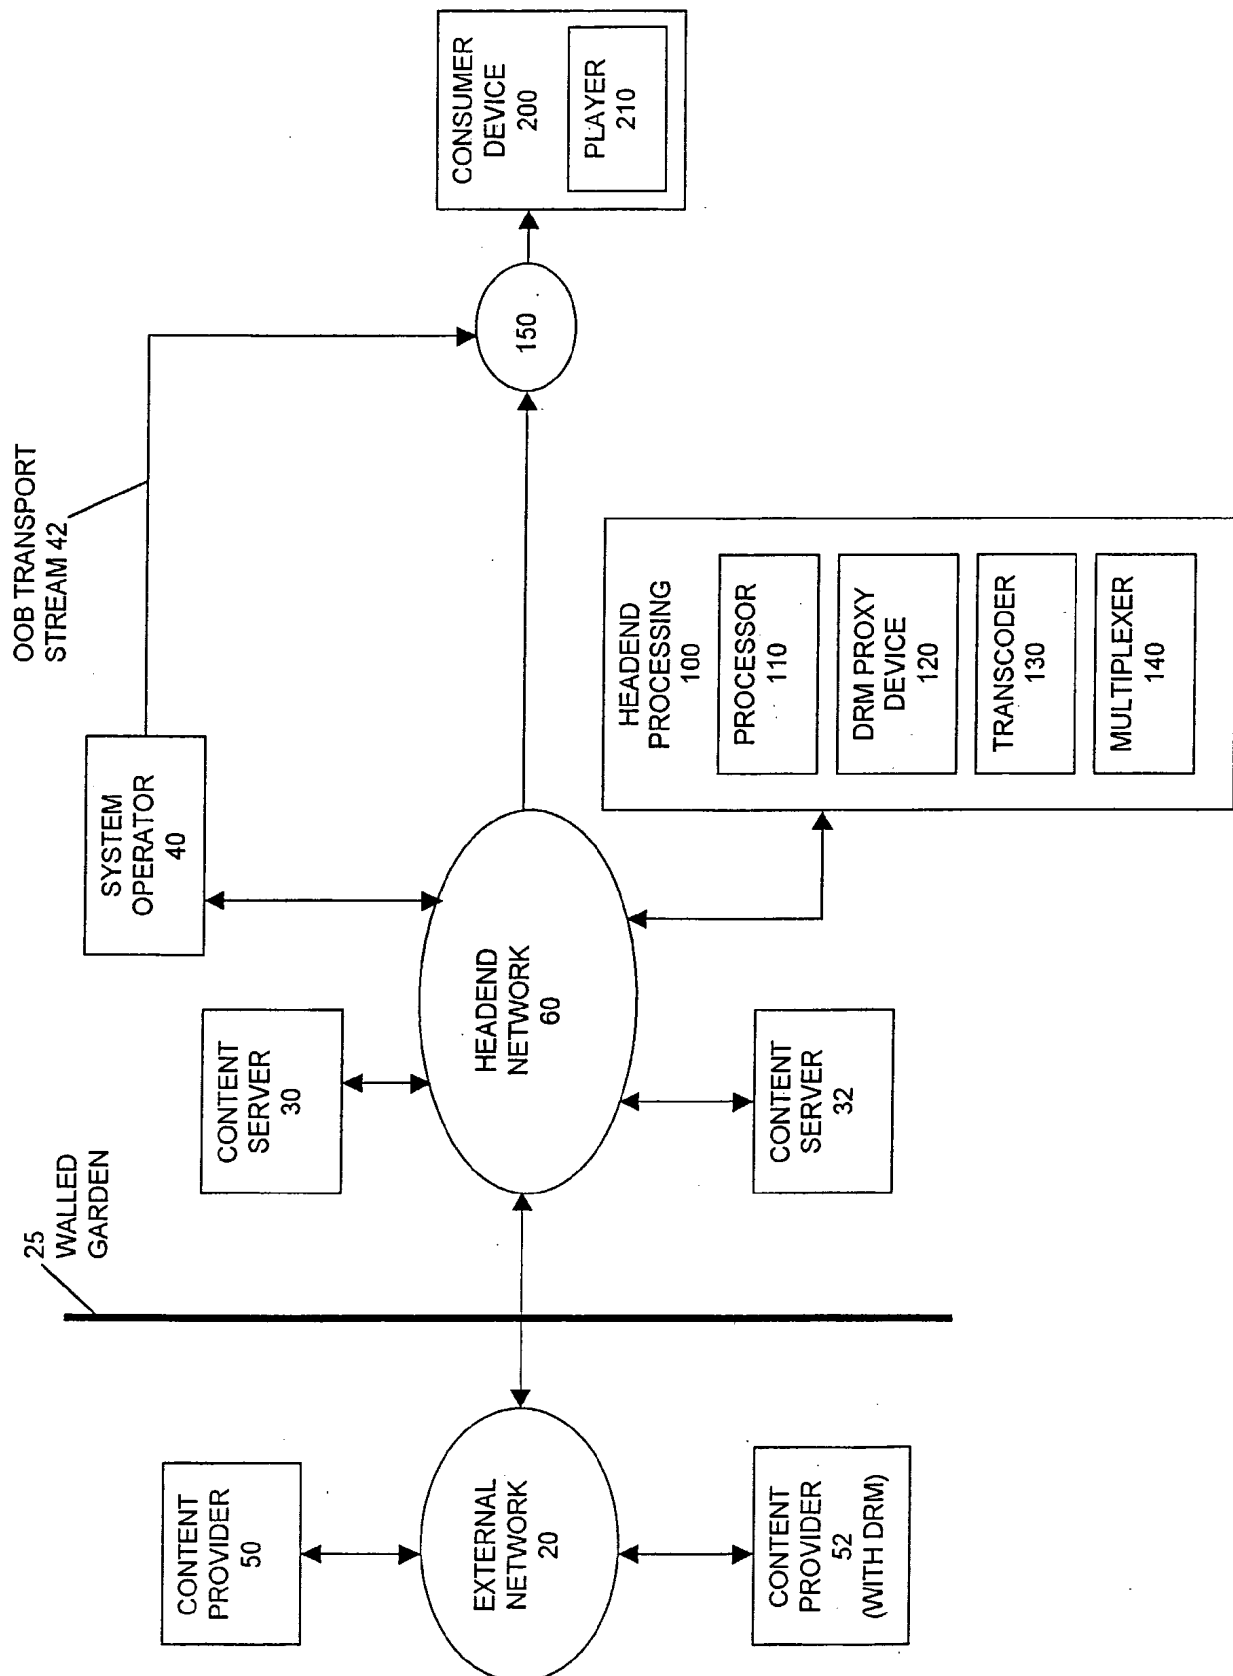 CONTENT
PROVIDER
50
EXTERNAL
NETWORK
20
CONTENT
PROVIDER
52
(WITH DRM)
25
WALLED
GARDEN
CONTENT
SERVER
30
HEADEND
NETWORK
60
CONTENT
SERVER
32
SYSTEM
OPERATOR
40
OOB TRANSPORT
STREAM 42
HEADEND
PROCESSING
100
PROCESSOR
110
DRM PROXY
DEVICE
120
TRANSCODER
130
MULTIPLEXER
140
150
CONSUMER
DEVICE
200
PLAYER
210